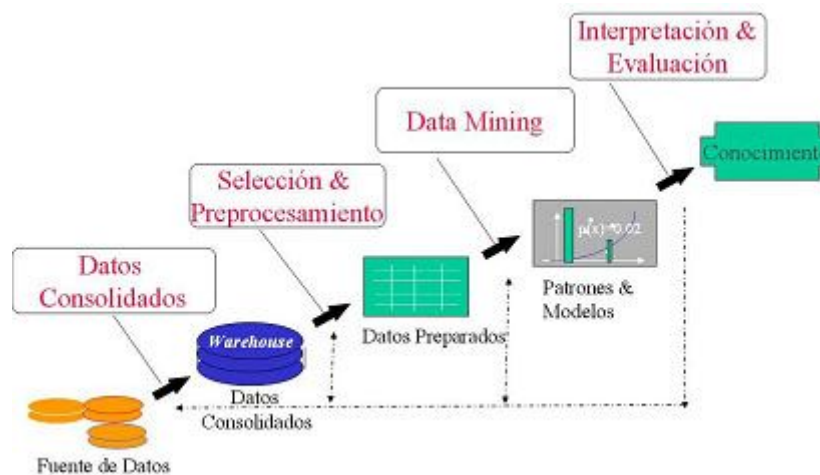 Interpretación &
Evaluación
Data Mining
Conocimient
Selección &
Preprocesamiento
Patrones &
Modelos
Datos
Consolidados
Warehouse
Datos Preparados
Datos
Consolidados
Fuente de Datos